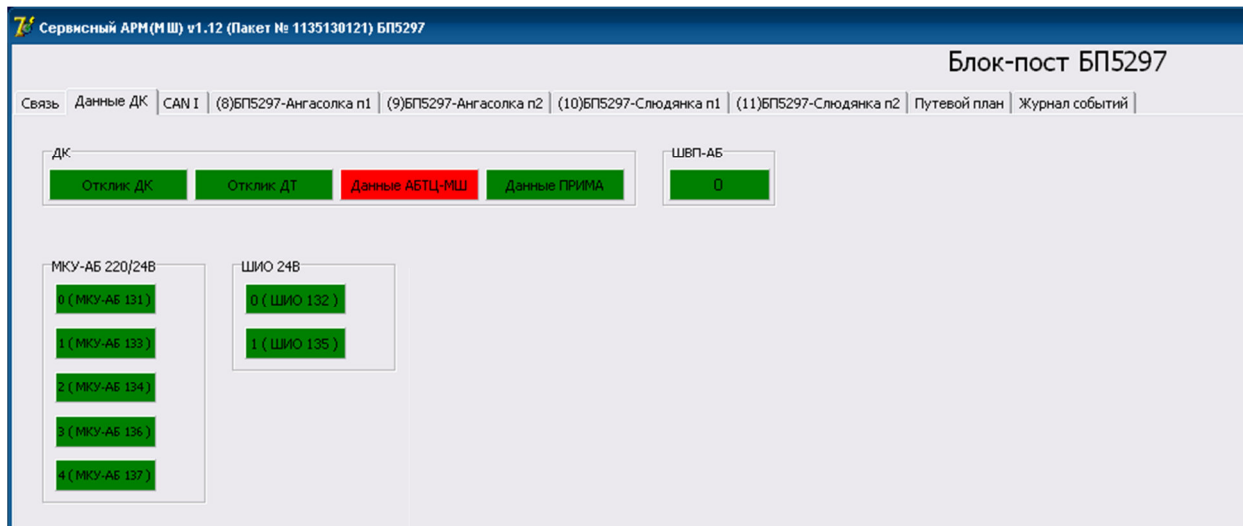 Сервисный АРМ(МШ) v1.12 (Пакет № 1135130121) БП5297
Блок-пост БП5297
Связь Данные ДК CAN I (8)БП5297-Ангасолка п1 (9)БП5297-Ангасолка п2 (10)БП5297-Слюдянка п1 (11)БП5297-Слюдянка п2 Путевой план Журнал событий
ДК ШВП-АБ
Отклик ДК Отклик ДТ Данные АБТЦ-МШ Данные ПРИМА 0
МКУ-АБ 220/24В ШИО 24В
0 ( МКУ-АБ 131 ) 0 ( ШИО 132 )
1 ( МКУ-АБ 133 ) 1 ( ШИО 135 )
2 ( МКУ-АБ 134 )
3 ( МКУ-АБ 136 )
4 ( МКУ-АБ 137 )